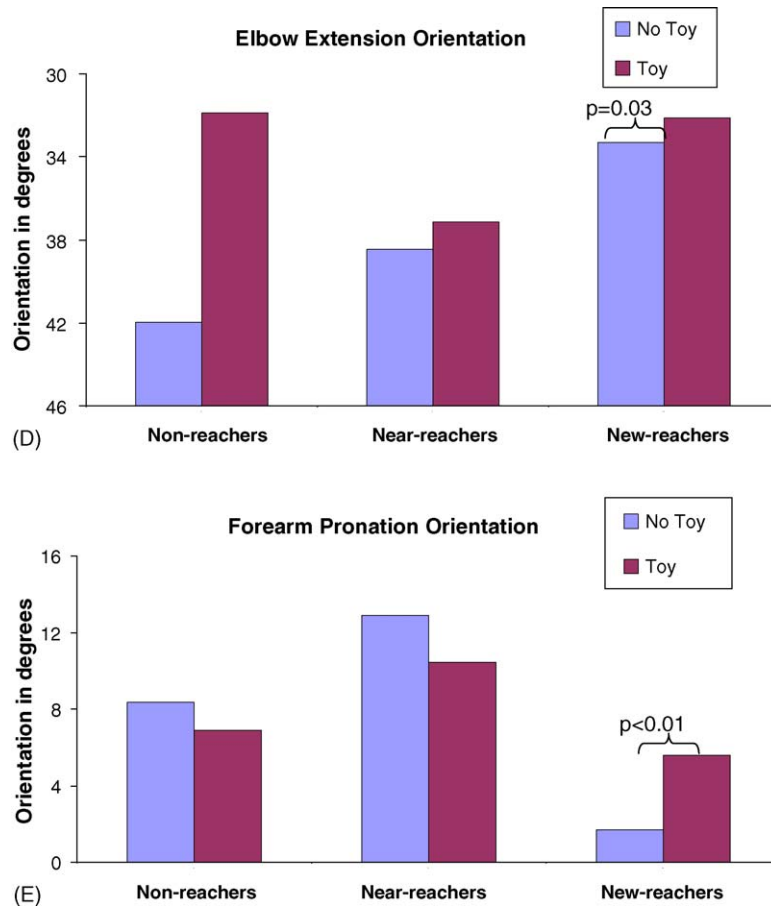 Elbow Extension Orientation
No Toy
Toy
p=0.03
Orientation in degrees
30
34
38
42
46
Non-reachers
Near-reachers
New-reachers
(D)
Forearm Pronation Orientation
No Toy
Toy
p<0.01
Orientation in degrees
16
12
8
4
0
Non-reachers
Near-reachers
New-reachers
(E)